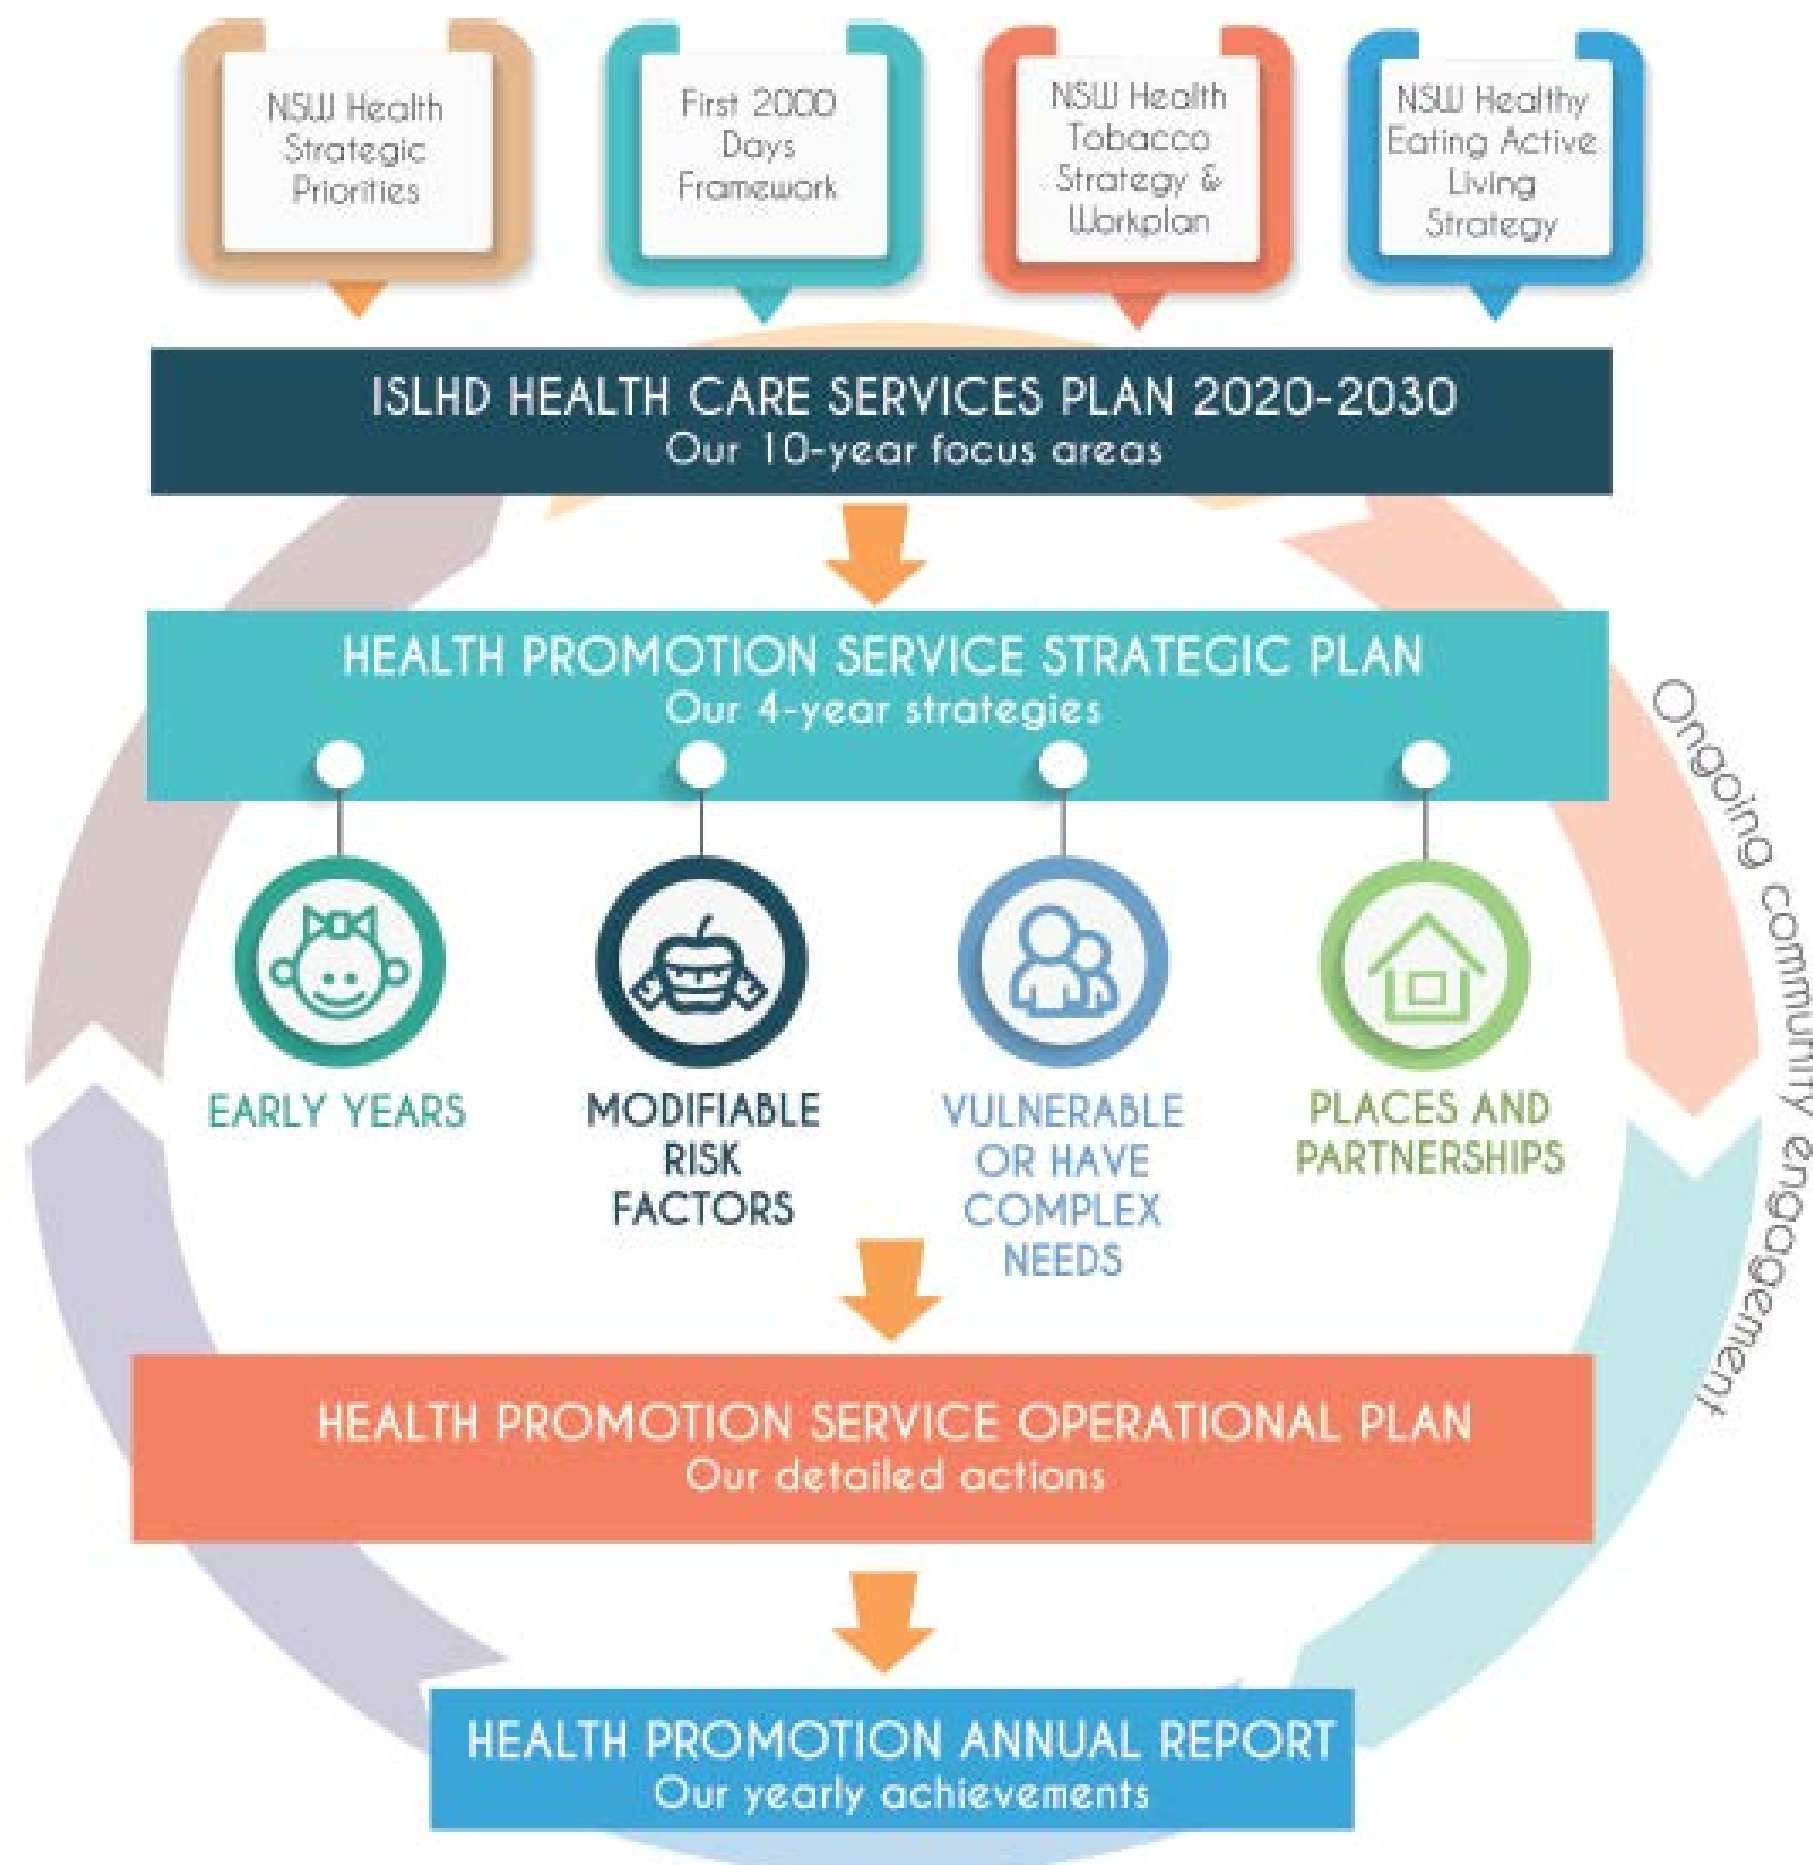 NSW Health
Strategic
Priorities
First 2000
Days
Framework
NSW Health
Tobacco
Strategy &
Workplan
NSW Healthy
Eating Active
Living
Strategy
ISLHD HEALTH CARE SERVICES PLAN 2020-2030
Our 10-year focus areas
HEALTH PROMOTION SERVICE STRATEGIC PLAN
Our 4-year strategies
EARLY YEARS
MODIFIABLE
RISK
FACTORS
VULNERABLE
OR HAVE
COMPLEX
NEEDS
PLACES AND
PARTNERSHIPS
Ongoing community engagement
HEALTH PROMOTION SERVICE OPERATIONAL PLAN
Our detailed actions
HEALTH PROMOTION ANNUAL REPORT
Our yearly achievements